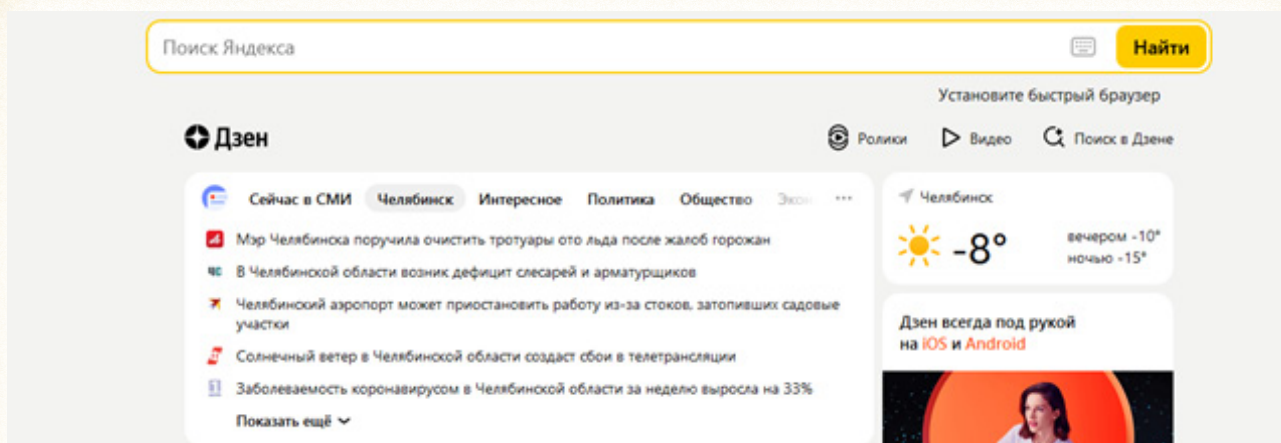 Поиск Яндекса
Найти
Установите быстрый браузер
Дзен
Ролики
Видео
Поиск в Дзене
Сейчас в СМИ
Челябинск
Интересное
Политика
Общество
Экон
Мэр Челябинска поручила очистить тротуары ото льда после жалоб горожан
ЧС
В Челябинской области возник дефицит слесарей и арматурщиков
Челябинский аэропорт может приостановить работу из-за стоков, затопивших садовые
участки
Солнечный ветер в Челябинской области создаст сбои в телетрансляции
Заболеваемость коронавирусом в Челябинской области за неделю выросла на 33%
Показать ещё
Челябинск
-8°
вечером -10°
ночью -15°
Дзен всегда под рукой
на iOS и Android